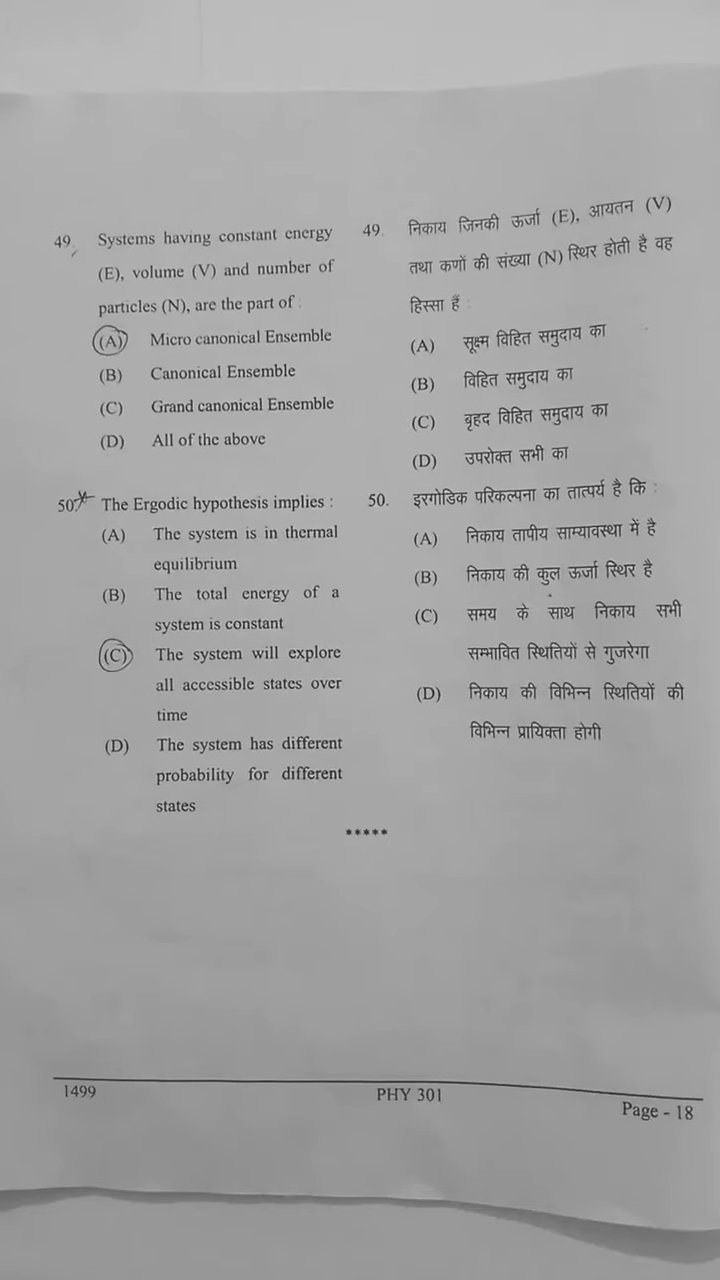 49. Systems having constant energy
(E), volume (V) and number of
particles (N), are the part of :
(A) Micro canonical Ensemble
(B) Canonical Ensemble
(C) Grand canonical Ensemble
(D) All of the above
50. The Ergodic hypothesis implies :
(A) The system is in thermal
equilibrium
(B) The total energy of a
system is constant
(C) The system will explore
all accessible states over
time
(D) The system has different
probability for different
states
49. निकाय जिनकी ऊर्जा (E), आयतन (V)
तथा कणों की संख्या (N) स्थिर होती है वह
हिस्सा हैं :
(A) सूक्ष्म विहित समुदाय का
(B) विहित समुदाय का
(C) बृहद विहित समुदाय का
(D) उपरोक्त सभी का
50. इरगोडिक परिकल्पना का तात्पर्य है कि :
(A) निकाय तापीय साम्यावस्था में है
(B) निकाय की कुल ऊर्जा स्थिर है
(C) समय के साथ निकाय सभी
सम्भावित स्थितियों से गुजरेगा
(D) निकाय की विभिन्न स्थितियों की
विभिन्न प्रायिक्ता होगी
*****
1499 PHY 301 Page - 18